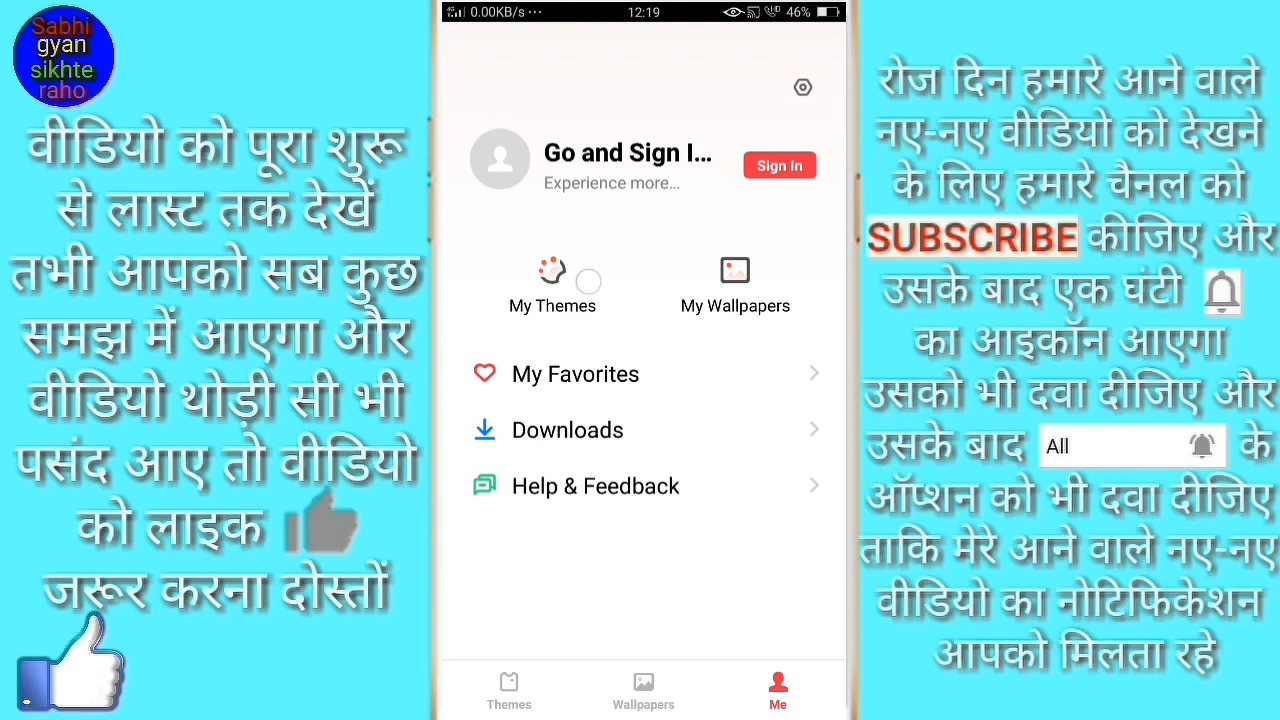 Sabhi
gyan
sikhte
raho
वीडियो को पूरा शुरू
से लास्ट तक देखें
तभी आपको सब कुछ
समझ में आएगा और
वीडियो थोड़ी सी भी
पसंद आए तो वीडियो
को लाइक
जरूर करना दोस्तों
0.00KB/s ··· 12:19 46%
Go and Sign I...
Experience more...
Sign In
My Themes
My Wallpapers
My Favorites
Downloads
Help & Feedback
Themes
Wallpapers
Me
रोज दिन हमारे आने वाले
नए-नए वीडियो को देखने
के लिए हमारे चैनल को
SUBSCRIBE कीजिए और
उसके बाद एक घंटी
का आइकॉन आएगा
उसको भी दवा दीजिए और
उसके बाद All के
ऑप्शन को भी दवा दीजिए
ताकि मेरे आने वाले नए-नए
वीडियो का नोटिफिकेशन
आपको मिलता रहे